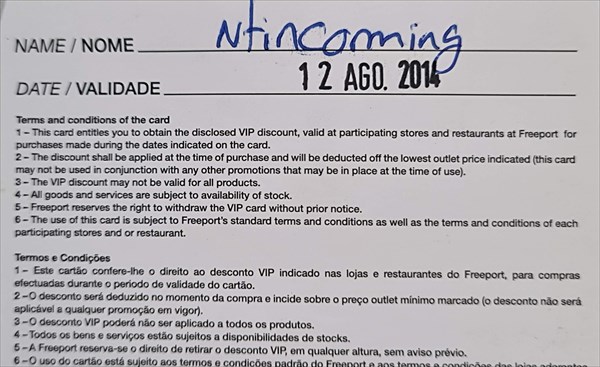 NAME / NOME Ntincoming
DATE / VALIDADE 12 AGO. 2014
Terms and conditions of the card
1 – This card entitles you to obtain the disclosed VIP discount, valid at participating stores and restaurants at Freeport for
purchases made during the dates indicated on the card.
2 – The discount shall be applied at the time of purchase and will be deducted off the lowest outlet price indicated (this card
may not be used in conjunction with any other promotions that may be in place at the time of use).
3 – The VIP discount may not be valid for all products.
4 – All goods and services are subject to availability of stock.
5 – Freeport reserves the right to withdraw the VIP card without prior notice.
6 – The use of this card is subject to Freeport's standard terms and conditions as well as the terms and conditions of each
participating stores and or restaurant.
Termos e Condições
1 – Este cartão confere-lhe o direito ao desconto VIP indicado nas lojas e restaurantes do Freeport, para compras
efectuadas durante o período de validade do cartão.
2 – O desconto será deduzido no momento da compra e incide sobre o preço outlet mínimo marcado (o desconto não será
aplicável a qualquer promoção em vigor).
3 – O desconto VIP poderá não ser aplicado a todos os produtos.
4 – Todos os bens e serviços estão sujeitos a disponibilidades de stocks.
5 – A Freeport reserva-se o direito de retirar o desconto VIP, em qualquer altura, sem aviso prévio.
6 – O uso do cartão está sujeito aos termos e condições padrão do Freeport e aos termos e condições das lojas aderentes